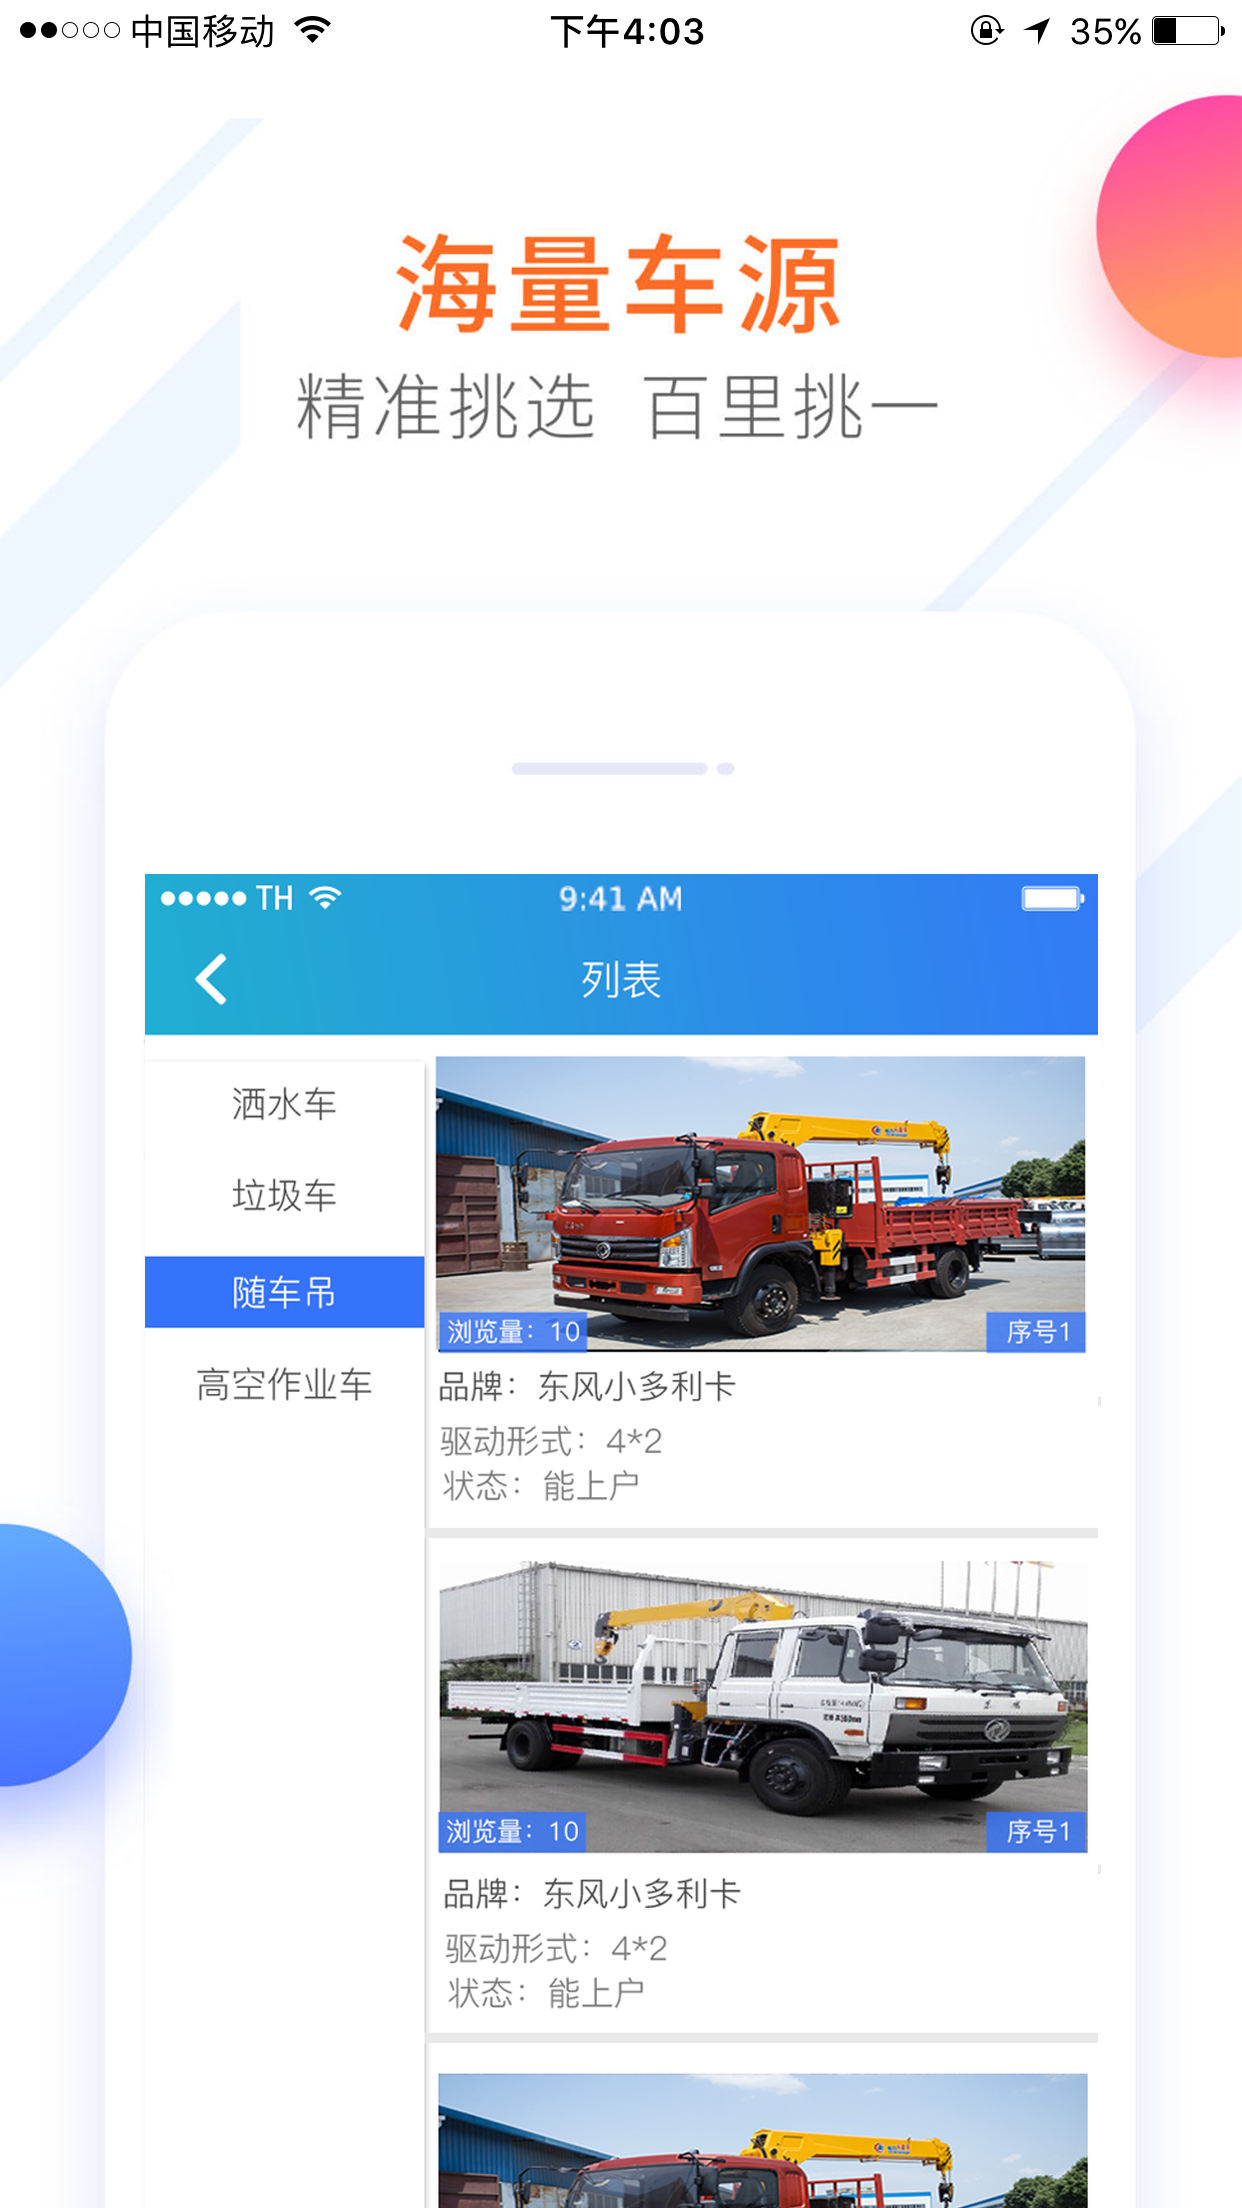 中国移动 下午4:03 35%
海量车源
精准挑选 百里挑一
TH 9:41 AM
列表
洒水车
垃圾车
随车吊
高空作业车
浏览量：10 序号1
品牌：东风小多利卡
驱动形式：4*2
状态：能上户
浏览量：10 序号1
品牌：东风小多利卡
驱动形式：4*2
状态：能上户